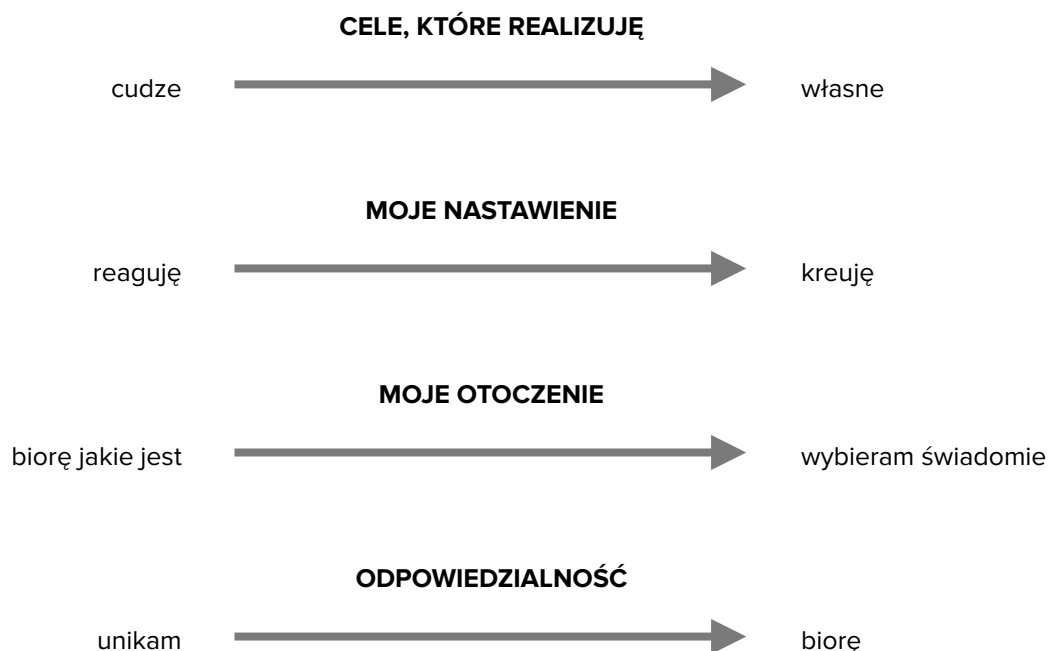 CELE, KTÓRE REALIZUJĘ
cudze własne
MOJE NASTAWIENIE
reaguję kreuję
MOJE OTOCZENIE
biorę jakie jest wybieram świadomie
ODPOWIEDZIALNOŚĆ
unikam biorę